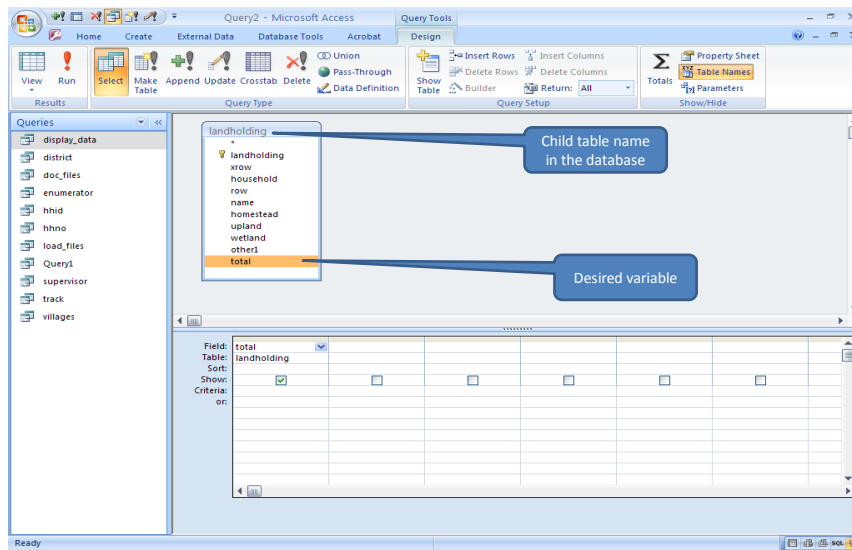 Query2 - Microsoft Access
Query Tools
Home Create External Data Database Tools Acrobat Design
View
Run
Select
Make Table
Append
Update
Crosstab
Delete
Union
Pass-Through
Data Definition
Show Table
Insert Rows
Delete Rows
Builder
Insert Columns
Delete Columns
Return: All
Totals
Property Sheet
Table Names
Parameters
Results
Query Type
Query Setup
Show/Hide
Queries
display_data
district
doc_files
enumerator
hhid
hhno
load_files
Query1
supervisor
track
villages
landholding
*
landholding
xrow
household
row
name
homestead
upland
wetland
other1
total
Child table name
in the database
Desired variable
Field: total
Table: landholding
Sort:
Show:
Criteria:
or:
Ready
SQL